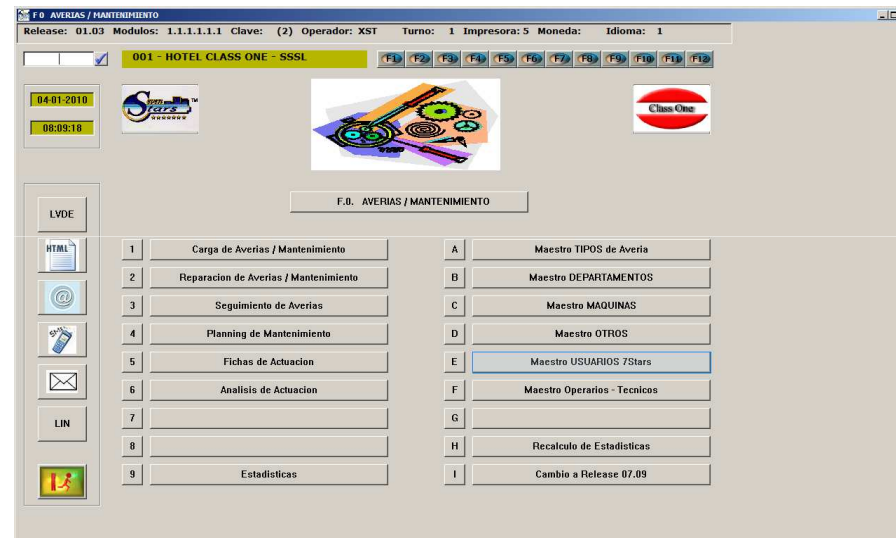 F 0 AVERIAS / MANTENIMIENTO
Release: 01.03 Modulos: 1.1.1.1.1.1 Clave: (2) Operador: XST Turno: 1 Impresora: 5 Moneda: Idioma: 1
001 - HOTEL CLASS ONE - SSSL F1 F2 F3 F4 F5 F6 F7 F8 F9 F10 F11 F12
04-01-2010
08:09:18
Seven Stars TM
Class One
F.0. AVERIAS / MANTENIMIENTO
LVDE
HTML
SMS
LIN
1 Carga de Averias / Mantenimiento
2 Reparacion de Averias / Mantenimiento
3 Seguimiento de Averias
4 Planning de Mantenimiento
5 Fichas de Actuacion
6 Analisis de Actuacion
7
8
9 Estadisticas
A Maestro TIPOS de Averia
B Maestro DEPARTAMENTOS
C Maestro MAQUINAS
D Maestro OTROS
E Maestro USUARIOS 7Stars
F Maestro Operarios - Tecnicos
G
H Recalculo de Estadisticas
I Cambio a Release 07.09